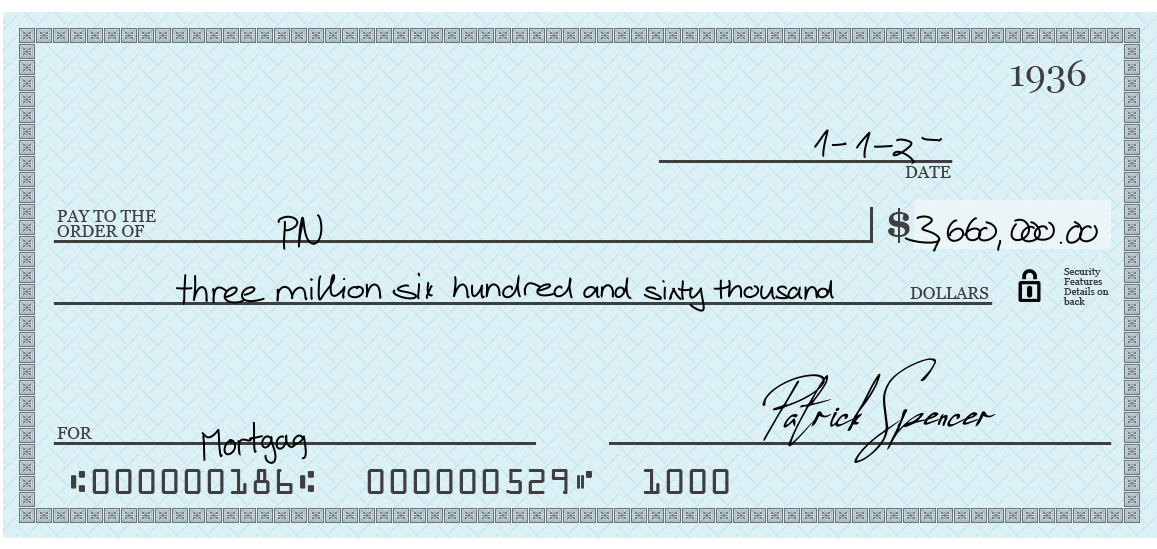 1936
1-1-2-
DATE
PAY TO THE
ORDER OF PN $ 3,660,000.00
three million six hundred and sixty thousand DOLLARS
Security
Features
Details on
back
Patrick Spencer
FOR Mortgag
⑆000000186⑆ 000000529⑈ 1000